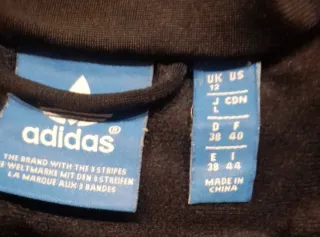 adidas®
THE BRAND WITH THE 3 STRIPES
WELTMARKE MIT DEN 3 STREIFEN
LA MARQUE AUX 3 BANDES
UK US
12
J CDN
L
D F
38 40
E I
38 44
MADE IN
CHINA